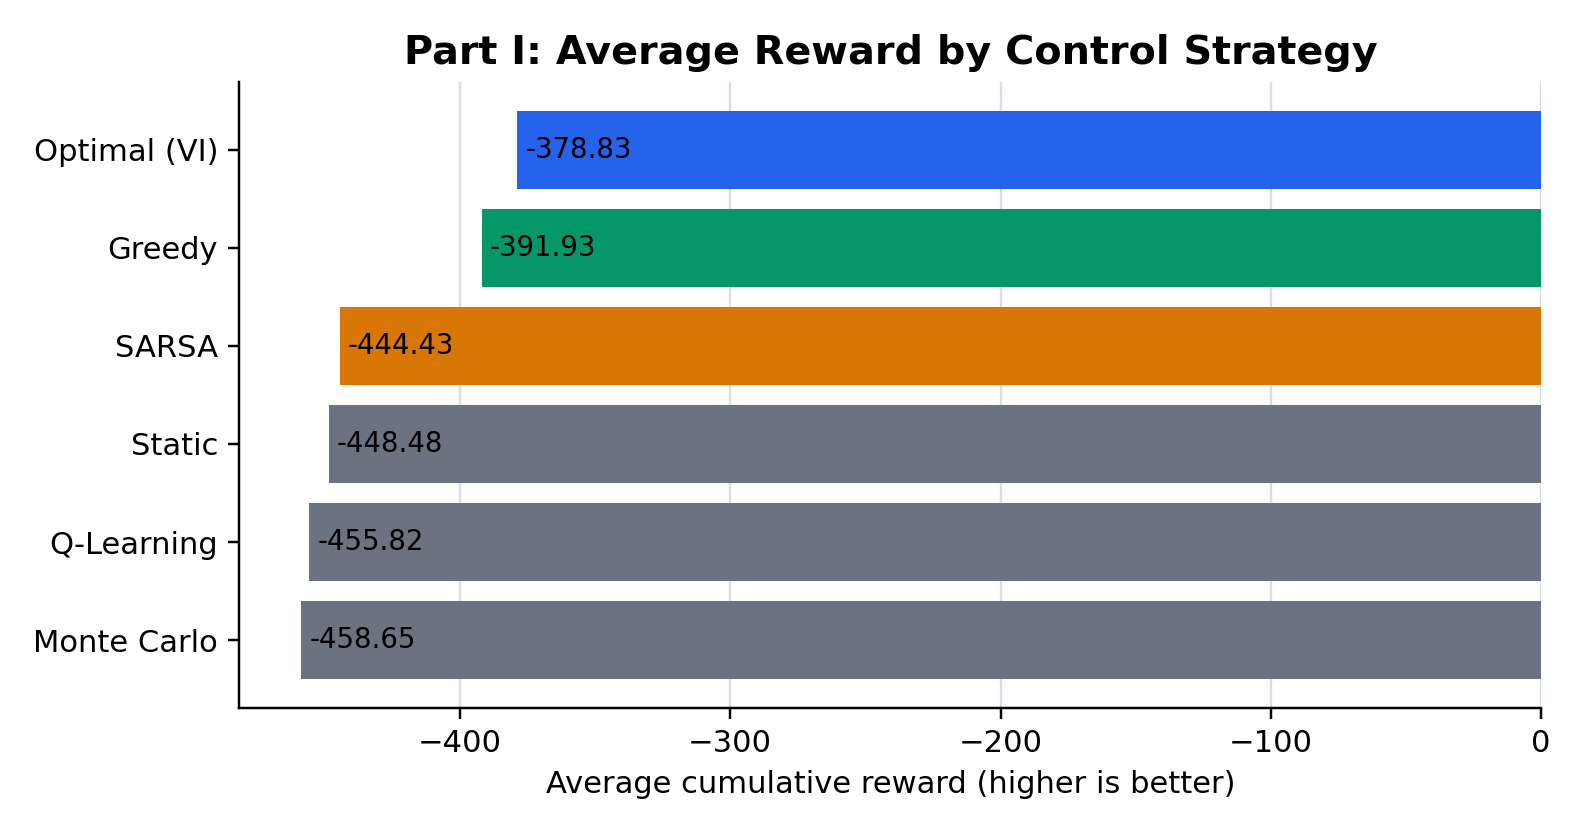 Part I: Average Reward by Control Strategy
Optimal (VI)
-378.83
Greedy
-391.93
SARSA
-444.43
Static
-448.48
Q-Learning
-455.82
Monte Carlo
-458.65
−400 −300 −200 −100 0
Average cumulative reward (higher is better)